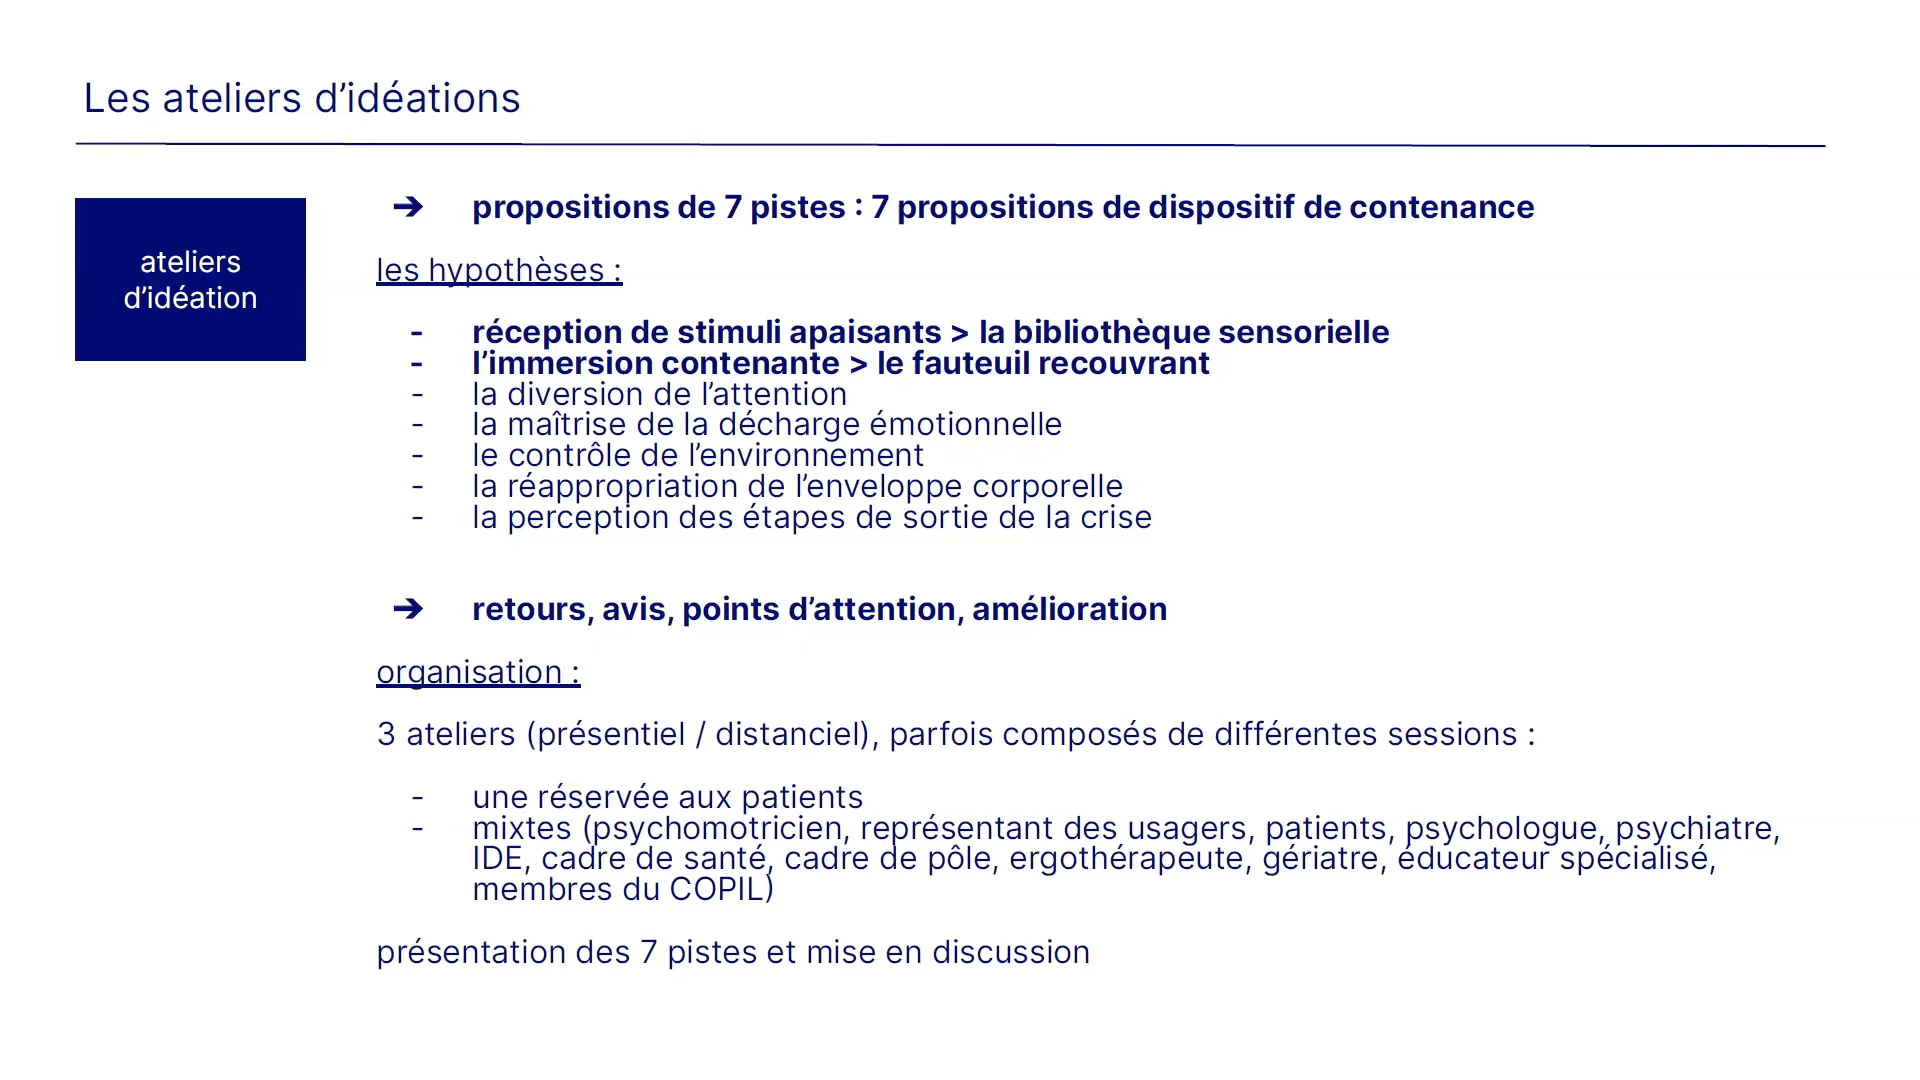 Les ateliers d’idéations
ateliers
d’idéation
➔ propositions de 7 pistes : 7 propositions de dispositif de contenance
les hypothèses :
- réception de stimuli apaisants > la bibliothèque sensorielle
- l’immersion contenante > le fauteuil recouvrant
- la diversion de l’attention
- la maîtrise de la décharge émotionnelle
- le contrôle de l’environnement
- la réappropriation de l’enveloppe corporelle
- la perception des étapes de sortie de la crise
➔ retours, avis, points d’attention, amélioration
organisation :
3 ateliers (présentiel / distanciel), parfois composés de différentes sessions :
- une réservée aux patients
- mixtes (psychomotricien, représentant des usagers, patients, psychologue, psychiatre,
IDE, cadre de santé, cadre de pôle, ergothérapeute, gériatre, éducateur spécialisé,
membres du COPIL)
présentation des 7 pistes et mise en discussion